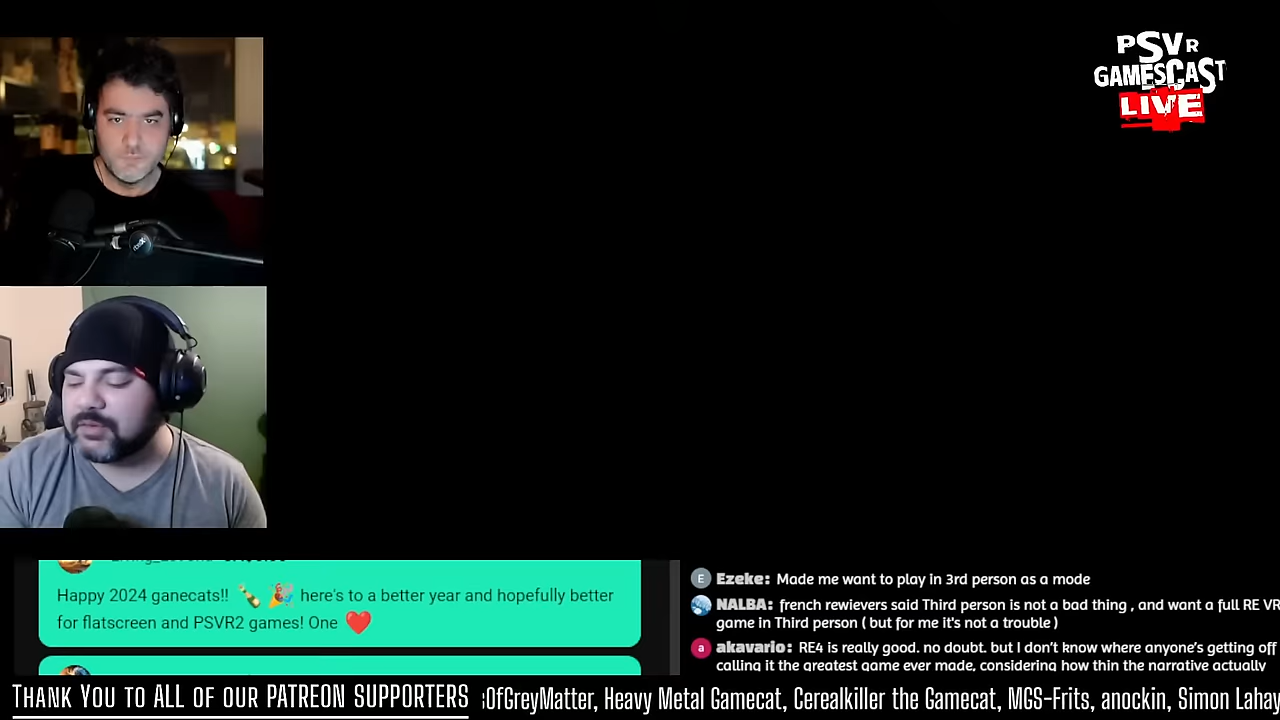 PSVR
GAMESCAST
LIVE
Happy 2024 ganecats!! 🍾 🎉 here's to a better year and hopefully better
for flatscreen and PSVR2 games! One ❤️
E Ezeke: Made me want to play in 3rd person as a mode
NALBA: french rewievers said Third person is not a bad thing , and want a full RE VR
game in Third person ( but for me it's not a trouble )
a akavario: RE4 is really good. no doubt. but I don't know where anyone's getting off
calling it the greatest game ever made, considering how thin the narrative actually
THANK YOU TO ALL OF OUR PATREON SUPPORTERS
OfGreyMatter, Heavy Metal Gamecat, Cerealkiller the Gamecat, MGS-Frits, anockin, Simon Lahay